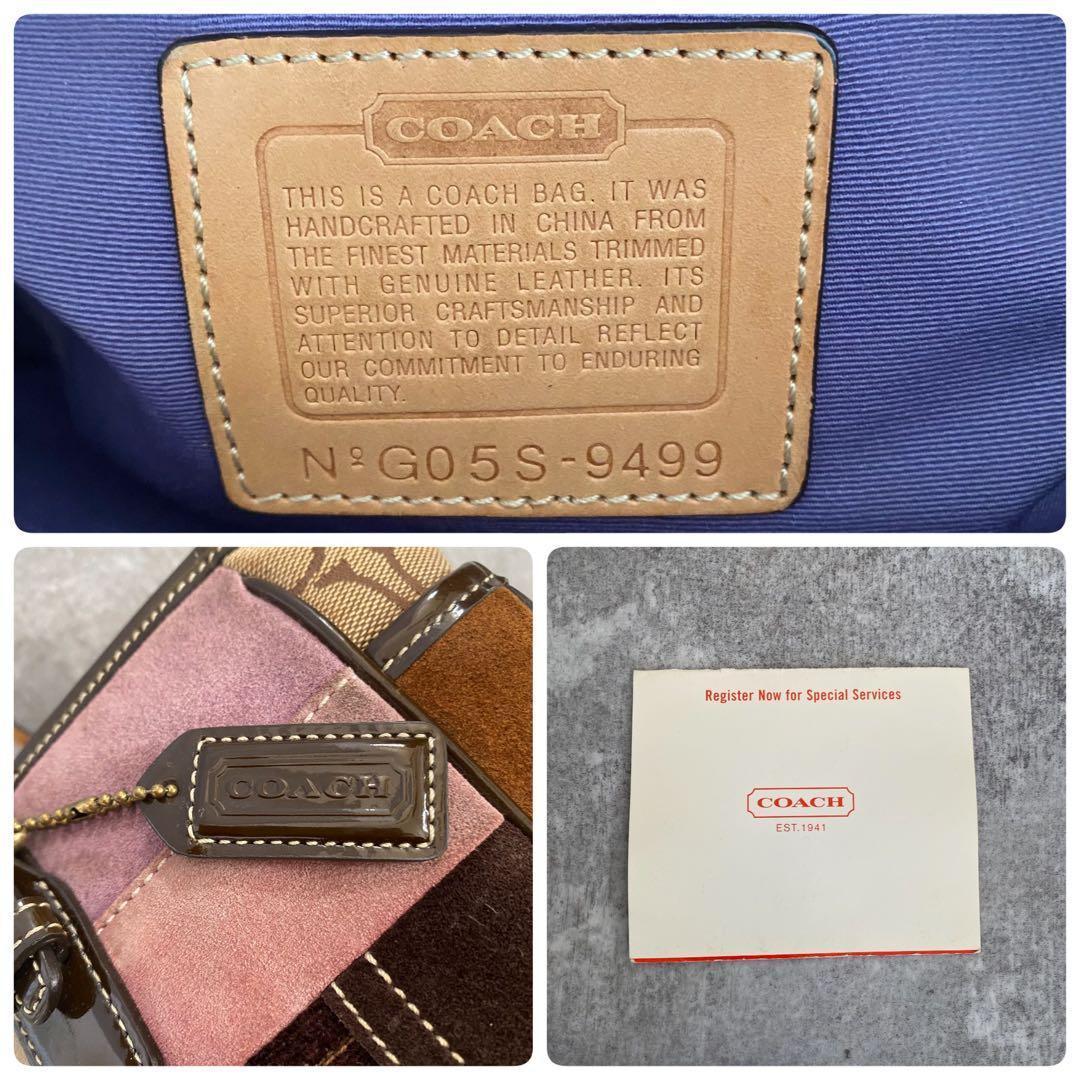 COACH
THIS IS A COACH BAG. IT WAS
HANDCRAFTED IN CHINA FROM
THE FINEST MATERIALS TRIMMED
WITH GENUINE LEATHER. ITS
SUPERIOR CRAFTSMANSHIP AND
ATTENTION TO DETAIL REFLECT
OUR COMMITMENT TO ENDURING
QUALITY.
Nº G05S-9499
COACH
Register Now for Special Services
COACH
EST. 1941